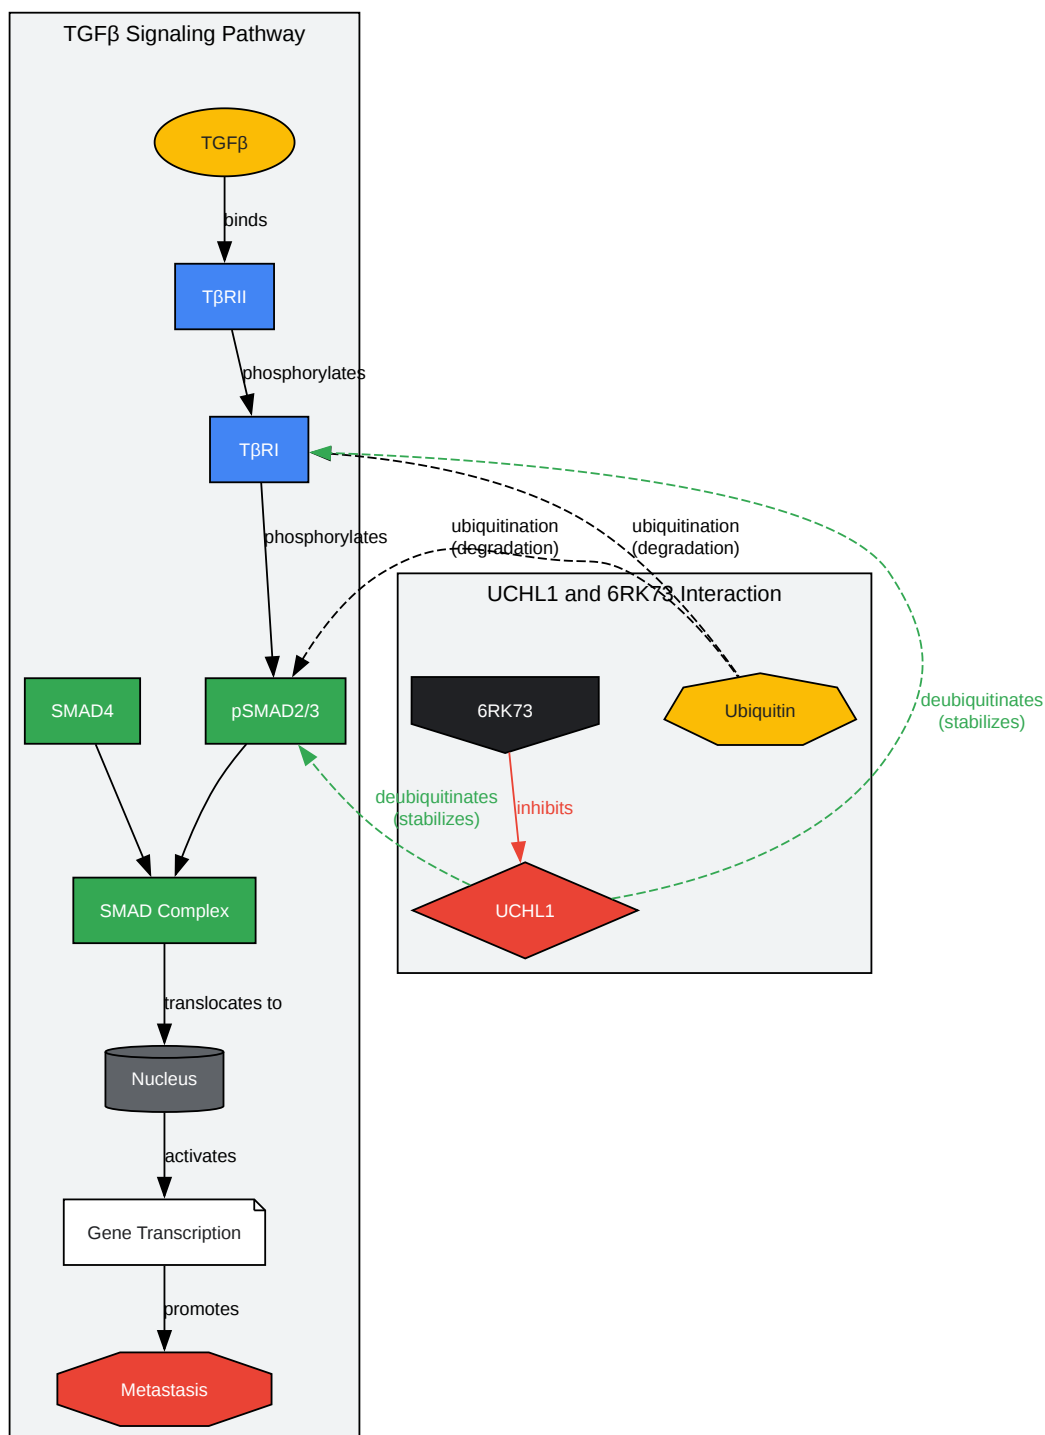 TGFβ Signaling Pathway
TGFβ
binds
TβRII
phosphorylates
TβRI
phosphorylates
ubiquitination
(degradation)
ubiquitination
(degradation)
UCHL1 and 6RK73 Interaction
SMAD4
pSMAD2/3
6RK73
Ubiquitin
deubiquitinates
(stabilizes)
deubiquitinates
(stabilizes)
inhibits
SMAD Complex
UCHL1
translocates to
Nucleus
activates
Gene Transcription
promotes
Metastasis